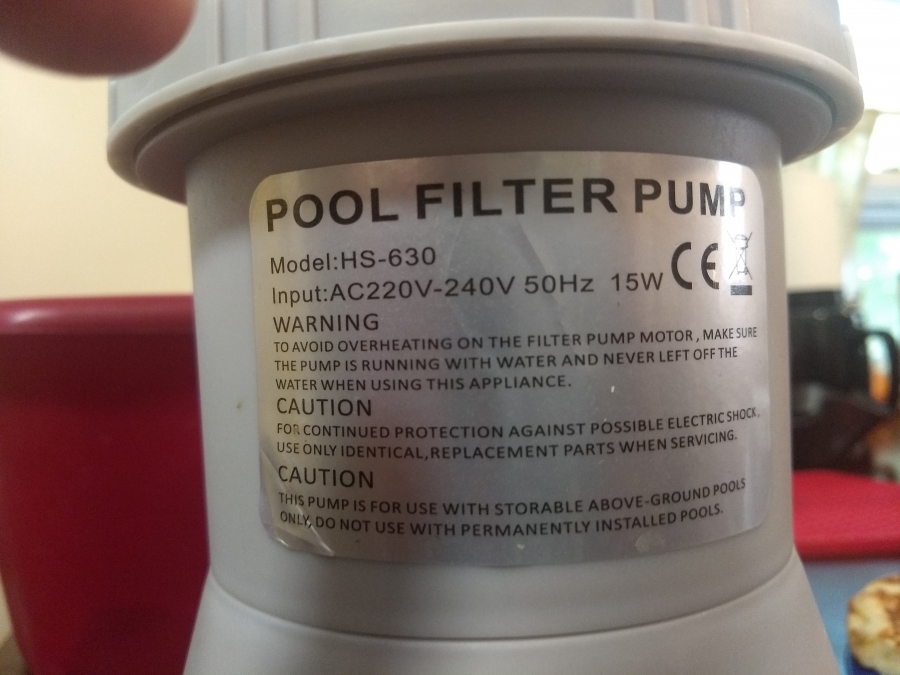 POOL FILTER PUMP
Model:HS-630
Input:AC220V-240V 50Hz 15W CE
WARNING
TO AVOID OVERHEATING ON THE FILTER PUMP MOTOR , MAKE SURE
THE PUMP IS RUNNING WITH WATER AND NEVER LEFT OFF THE
WATER WHEN USING THIS APPLIANCE.
CAUTION
FOR CONTINUED PROTECTION AGAINST POSSIBLE ELECTRIC SHOCK,
USE ONLY IDENTICAL,REPLACEMENT PARTS WHEN SERVICING.
CAUTION
THIS PUMP IS FOR USE WITH STORABLE ABOVE-GROUND POOLS
ONLY, DO NOT USE WITH PERMANENTLY INSTALLED POOLS.